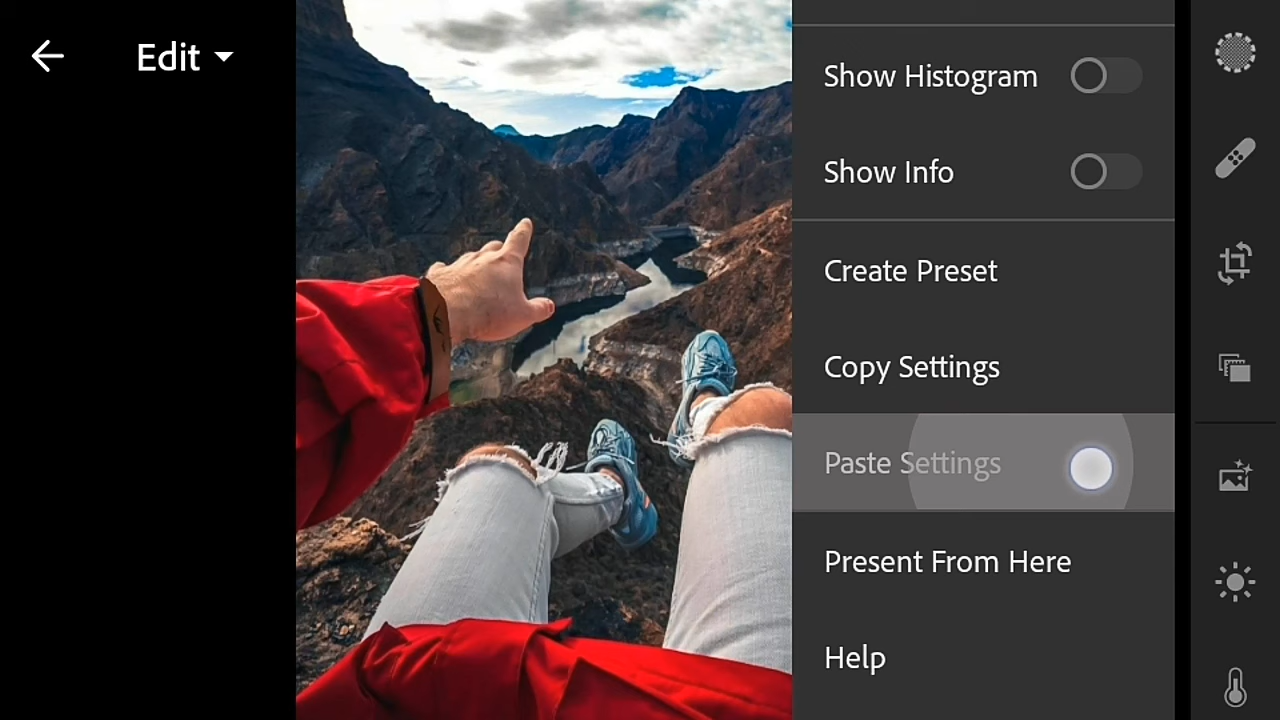 Edit
Show Histogram
Show Info
Create Preset
Copy Settings
Paste Settings
Present From Here
Help